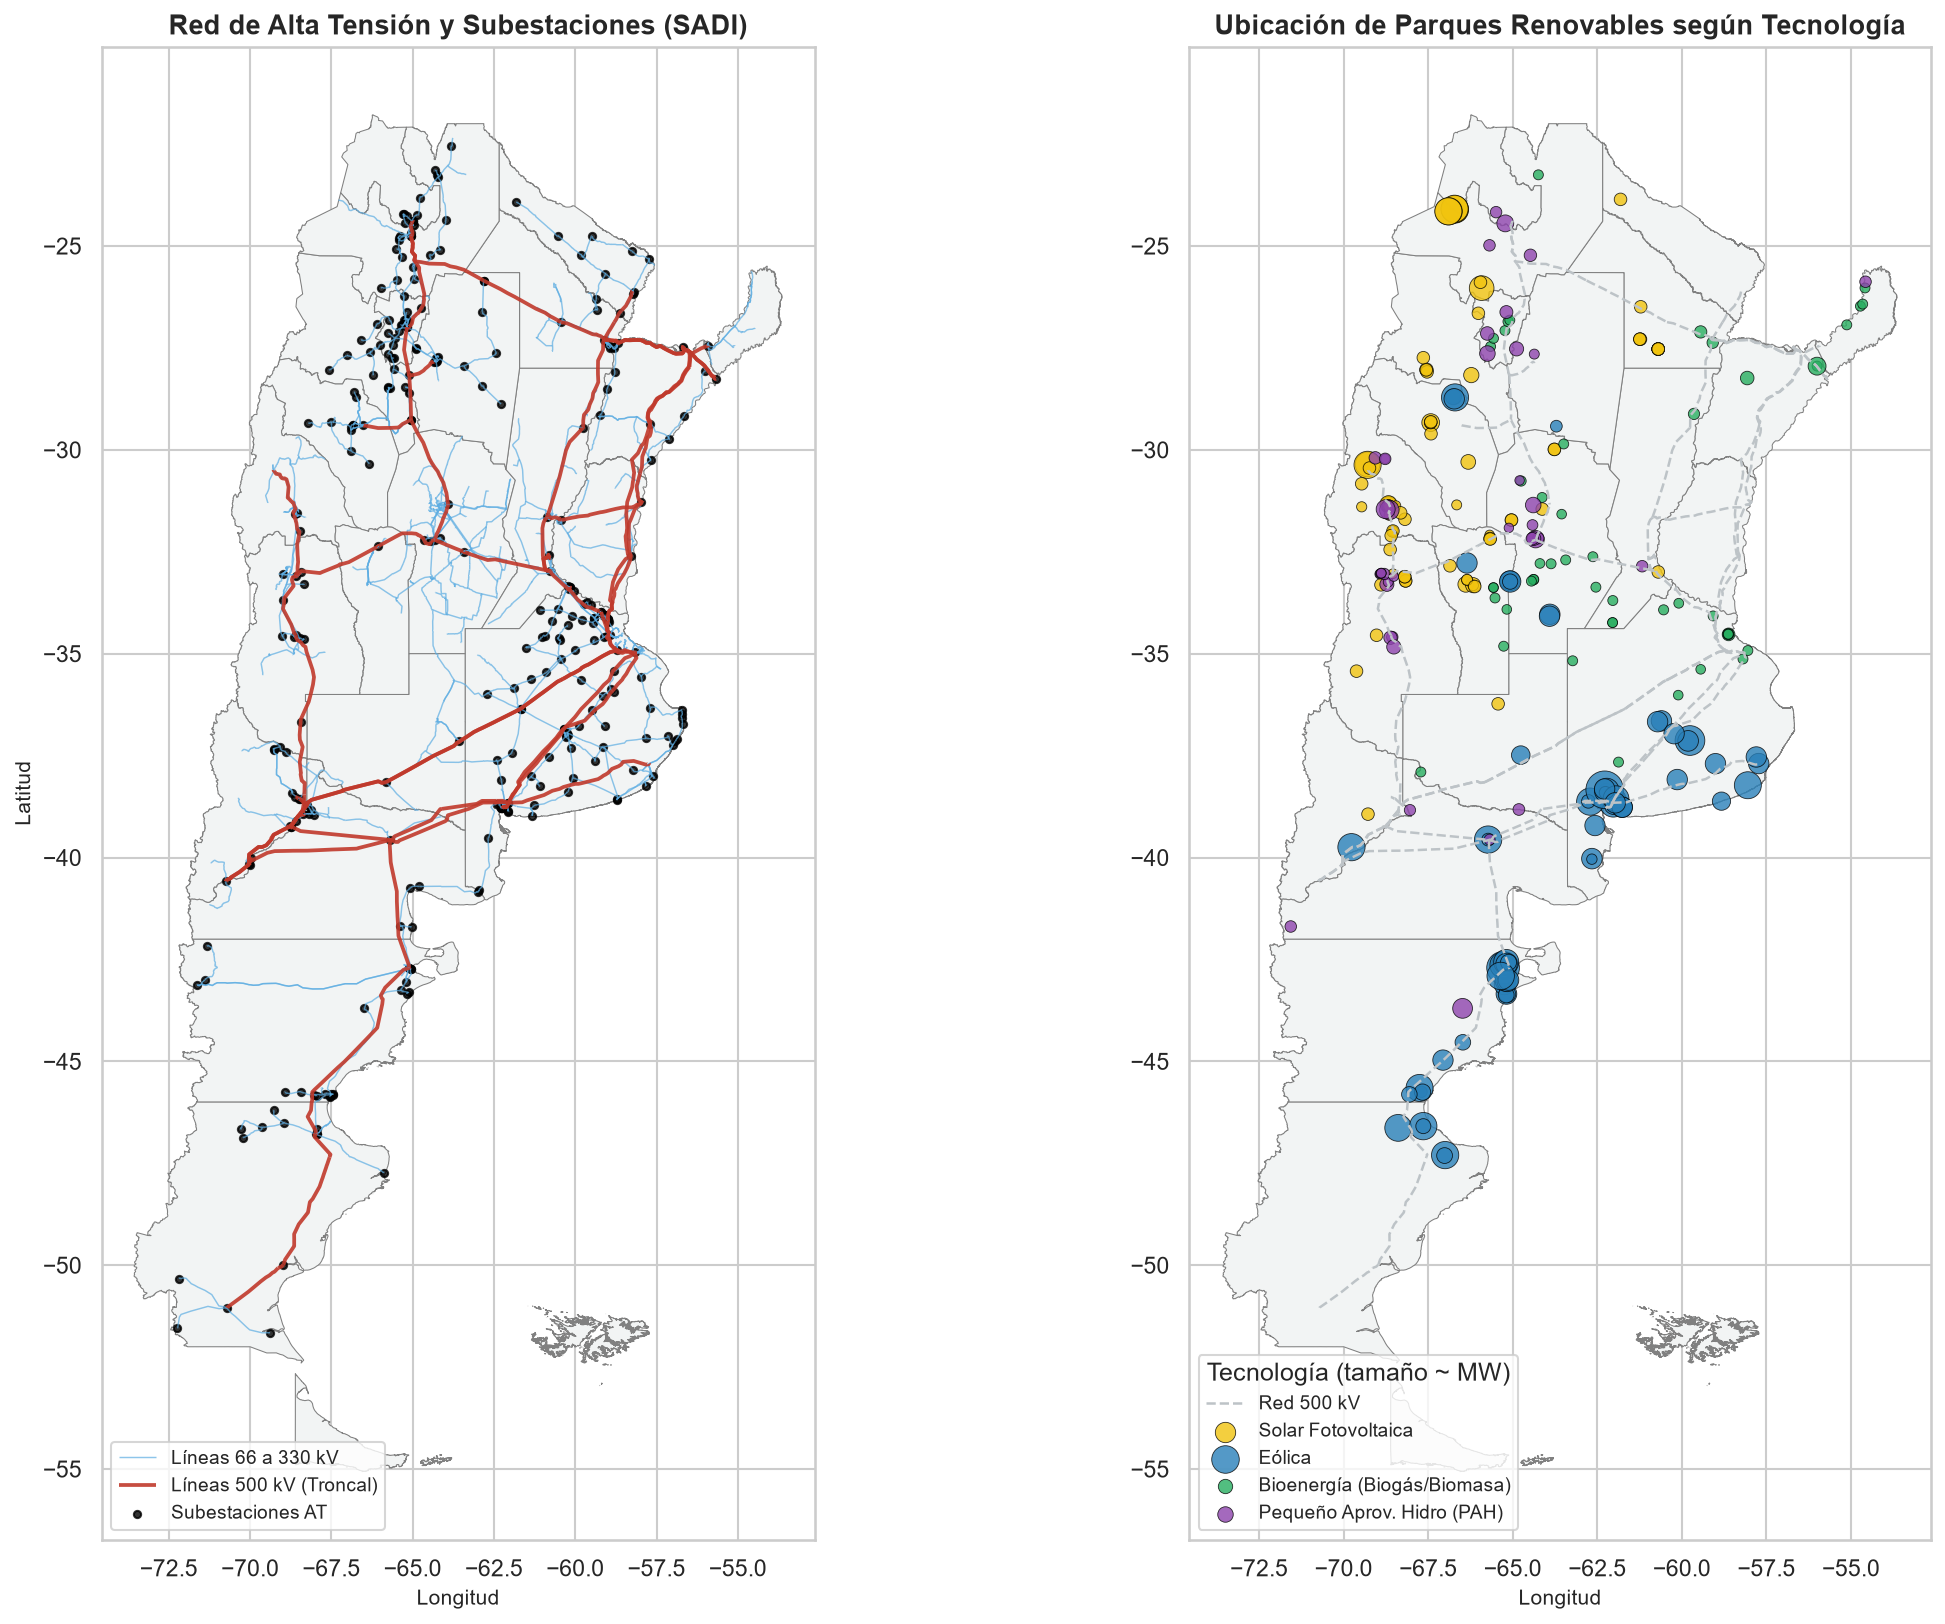 Red de Alta Tensión y Subestaciones (SADI)
−25
−30
−35
−40
−45
−50
−55
Latitud
−72.5
−70.0
−67.5
−65.0
−62.5
−60.0
−57.5
−55.0
Longitud
Líneas 66 a 330 kV
Líneas 500 kV (Troncal)
Subestaciones AT
Ubicación de Parques Renovables según Tecnología
−25
−30
−35
−40
−45
−50
−55
−72.5
−70.0
−67.5
−65.0
−62.5
−60.0
−57.5
−55.0
Longitud
Tecnología (tamaño ~ MW)
Red 500 kV
Solar Fotovoltaica
Eólica
Bioenergía (Biogás/Biomasa)
Pequeño Aprov. Hidro (PAH)